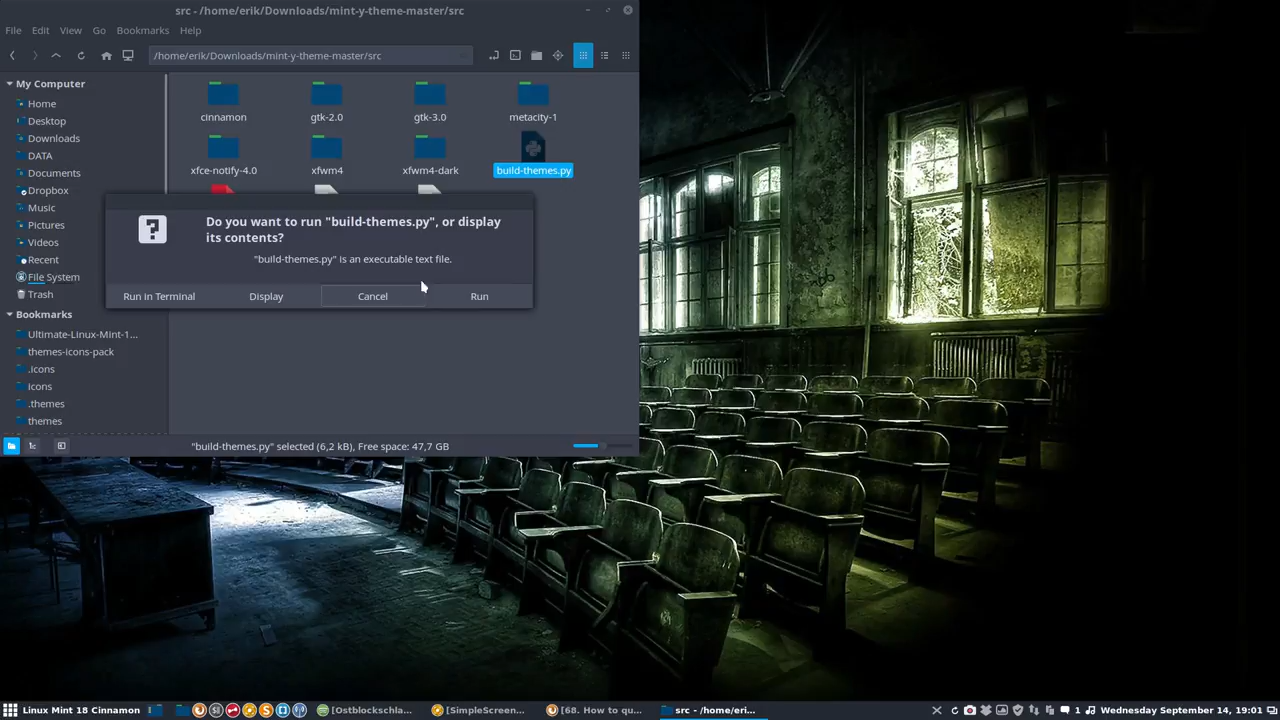 src - /home/erik/Downloads/mint-y-theme-master/src
File Edit View Go Bookmarks Help
/home/erik/Downloads/mint-y-theme-master/src
My Computer
Home
Desktop
Downloads
DATA
Documents
Dropbox
Music
Pictures
Videos
Recent
File System
Trash
Bookmarks
Ultimate-Linux-Mint-1...
themes-icons-pack
.icons
icons
.themes
themes
cinnamon gtk-2.0 gtk-3.0 metacity-1
xfce-notify-4.0 xfwm4 xfwm4-dark build-themes.py
Do you want to run "build-themes.py", or display
its contents?
"build-themes.py" is an executable text file.
Run in Terminal Display Cancel Run
"build-themes.py" selected (6,2 kB), Free space: 47,7 GB
Linux Mint 18 Cinnamon [Ostblockschla... [SimpleScreen... [68. How to qu... src - /home/eri... 1 Wednesday September 14, 19:01